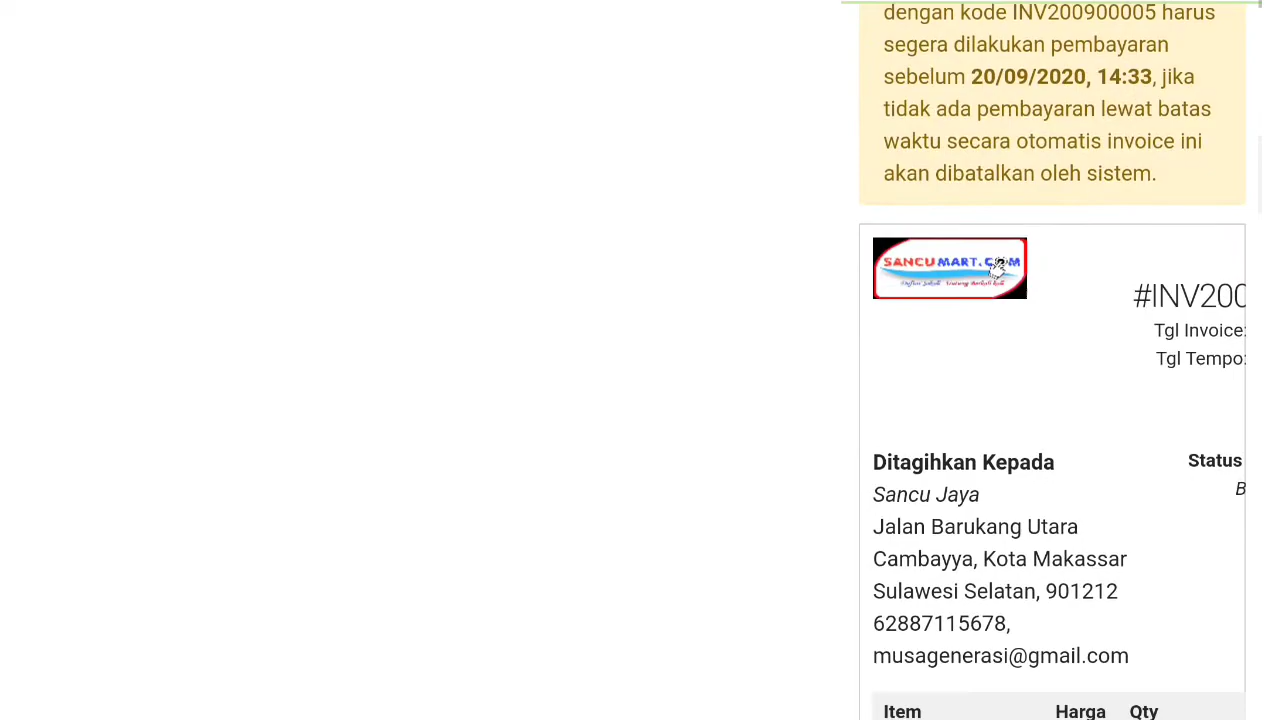 dengan kode INV200900005 harus
segera dilakukan pembayaran
sebelum 20/09/2020, 14:33, jika
tidak ada pembayaran lewat batas
waktu secara otomatis invoice ini
akan dibatalkan oleh sistem.
SANCUMART.COM
#INV200
Tgl Invoice:
Tgl Tempo:
Ditagihkan Kepada
Status
Sancu Jaya
B
Jalan Barukang Utara
Cambayya, Kota Makassar
Sulawesi Selatan, 901212
62887115678,
musagenerasi@gmail.com
Item Harga Qty